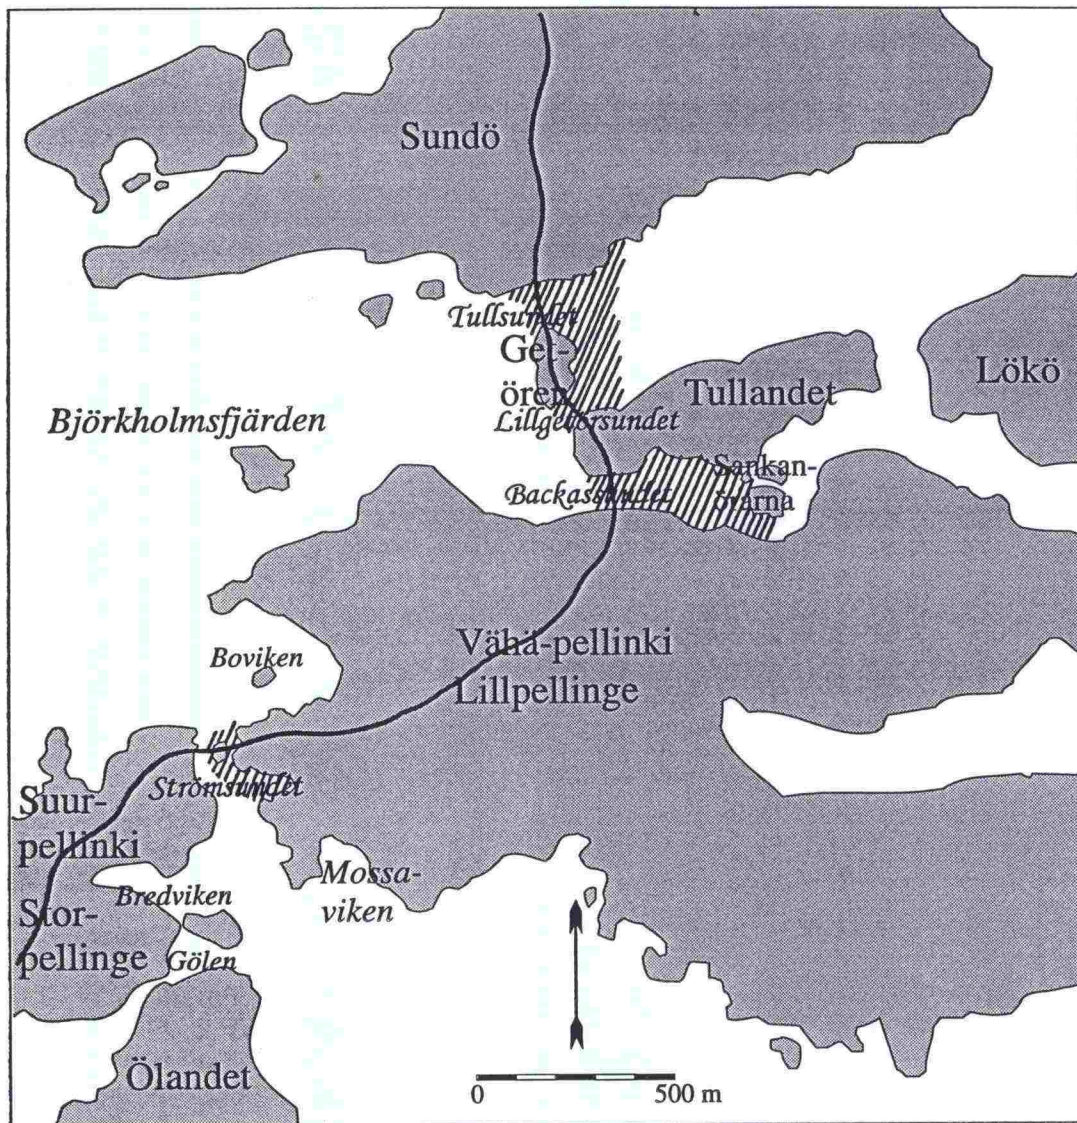 Sundö
Tullsundet
Get-
ören
Tullandet
Lökö
Lillgetörsundet
Björkholmsfjärden
Sankan-
örarna
Backassundet
Vähä-pellinki
Lillpellinge
Boviken
Strömsundet
Suur-
pellinki
Stor-
pellinge
Bredviken
Gölen
Mossa-
viken
Ölandet
0 500 m